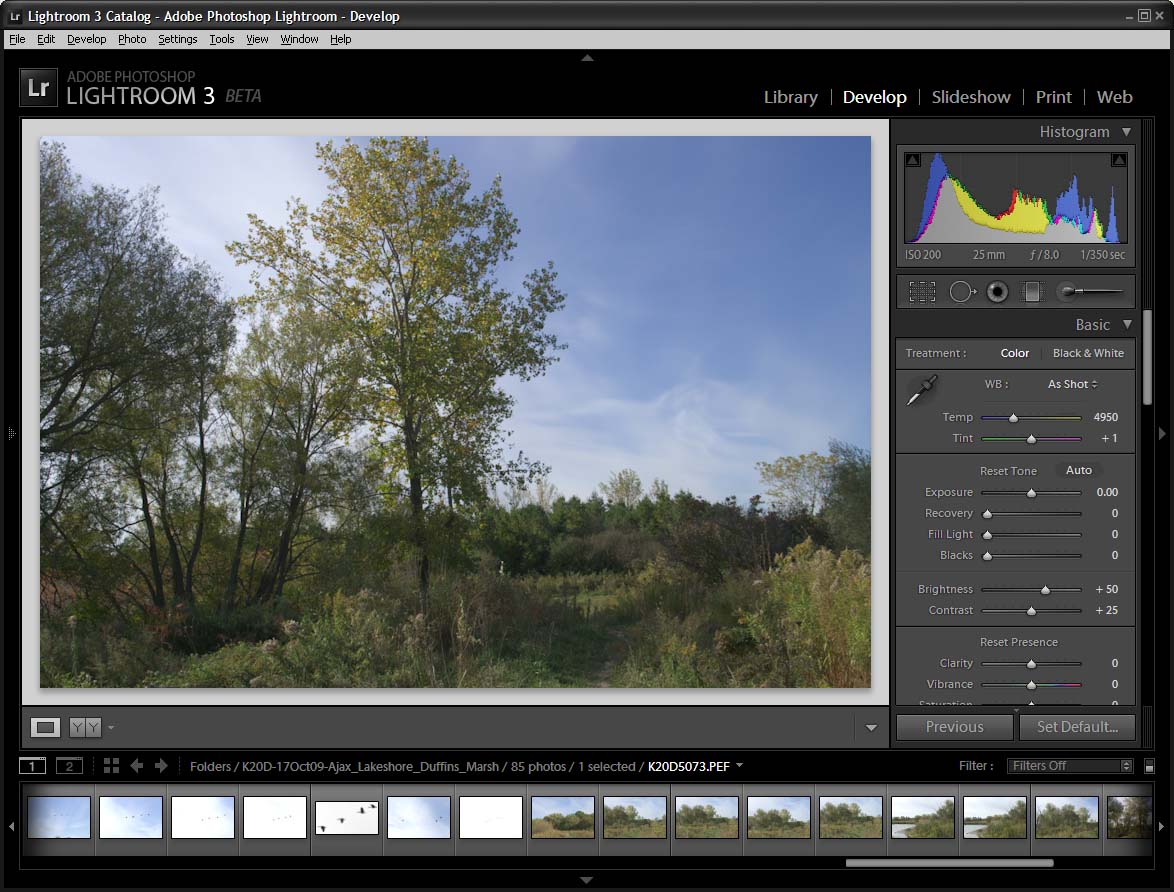 Lr Lightroom 3 Catalog - Adobe Photoshop Lightroom - Develop
File Edit Develop Photo Settings Tools View Window Help
Lr ADOBE PHOTOSHOP
LIGHTROOM 3 BETA
Library | Develop | Slideshow | Print | Web
Histogram
ISO 200 25 mm ƒ / 8.0 1/350 sec
Basic
Treatment : Color Black & White
WB : As Shot
Temp 4950
Tint + 1
Reset Tone Auto
Exposure 0.00
Recovery 0
Fill Light 0
Blacks 0
Brightness + 50
Contrast + 25
Reset Presence
Clarity 0
Vibrance 0
Saturation
Y Y
Previous Set Default...
1 2 Folders / K20D-17Oct09-Ajax_Lakeshore_Duffins_Marsh / 85 photos / 1 selected / K20D5073.PEF Filter : Filters Off